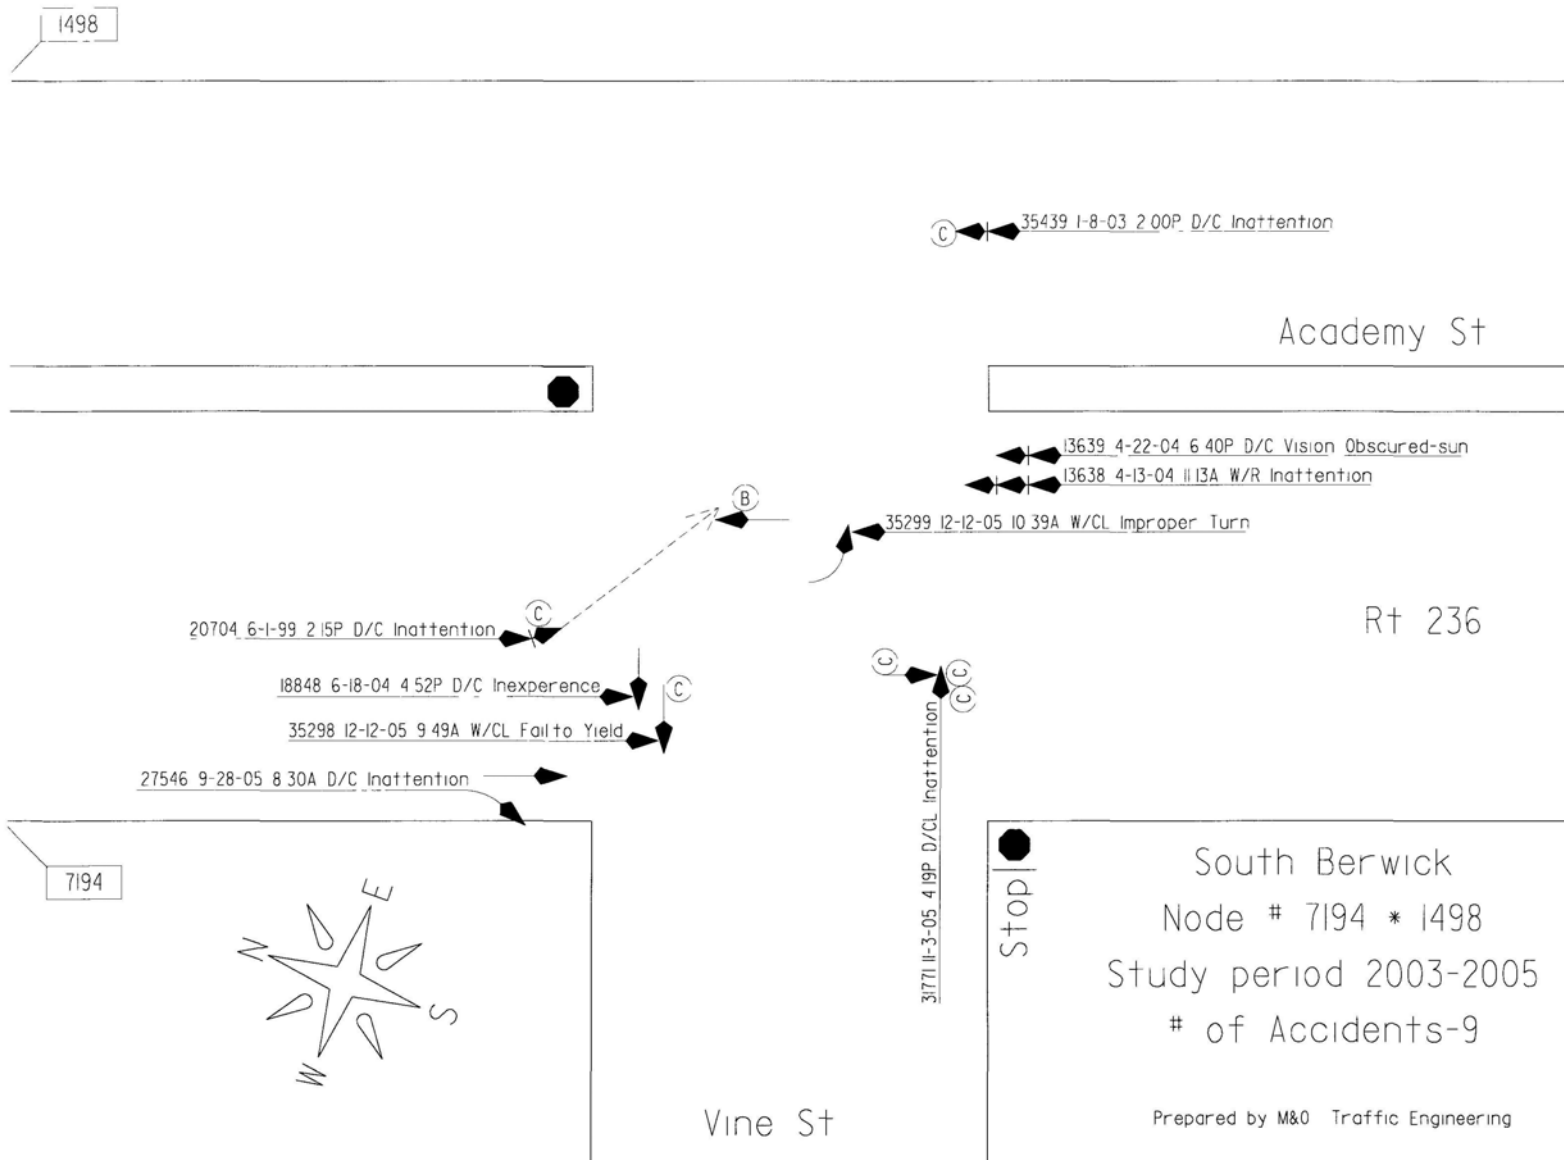 1498
C
35439 1-8-03 2 00P D/C Inattention
Academy St
13639 4-22-04 6 40P D/C Vision Obscured-sun
13638 4-13-04 11 13A W/R Inattention
B
35299 12-12-05 10 39A W/CL Improper Turn
C
20704 6-1-99 2 15P D/C Inattention
Rt 236
18848 6-18-04 4 52P D/C Inexperence
C
C
C
C
35298 12-12-05 9 49A W/CL Fail to Yield
27546 9-28-05 8 30A D/C Inattention
31771 11-3-05 4 19P D/CL Inattention
7194
N
E
S
W
Stop
South Berwick
Node # 7194 * 1498
Study period 2003-2005
# of Accidents-9
Vine St
Prepared by M&O Traffic Engineering